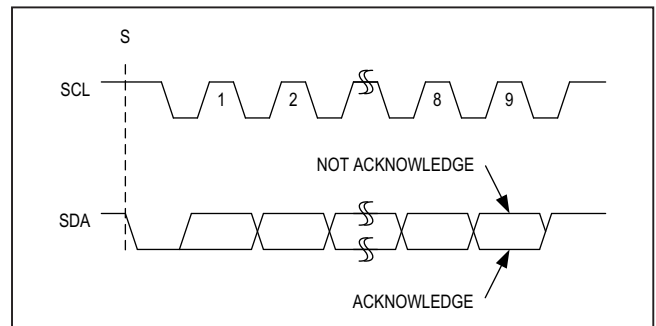 S
SCL
1 2 8 9
NOT ACKNOWLEDGE
SDA
ACKNOWLEDGE